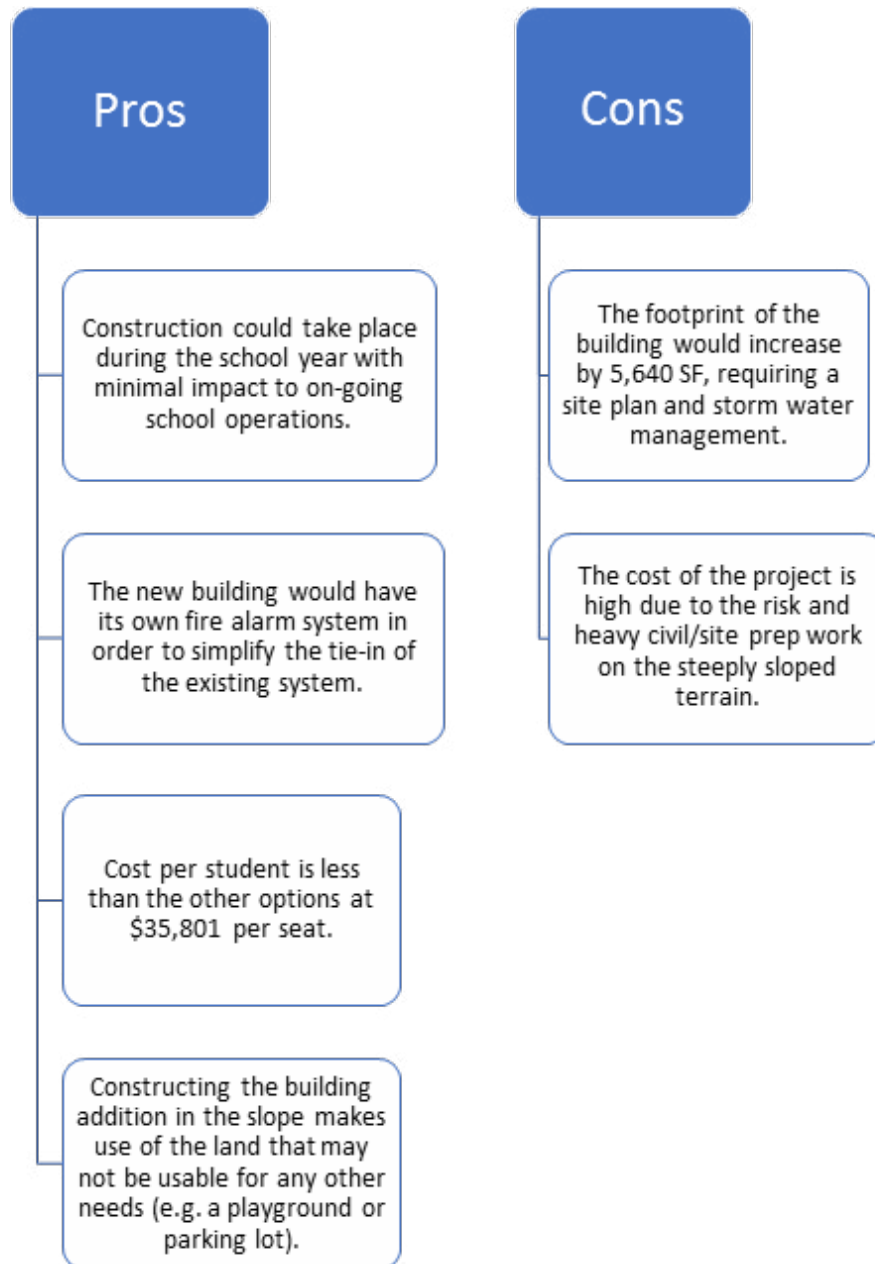 Pros
Construction could take place
during the school year with
minimal impact to on-going
school operations.
The new building would have
its own fire alarm system in
order to simplify the tie-in of
the existing system.
Cost per student is less
than the other options at
$35,801 per seat.
Constructing the building
addition in the slope makes
use of the land that may
not be usable for any other
needs (e.g. a playground or
parking lot).
Cons
The footprint of the
building would increase
by 5,640 SF, requiring a
site plan and storm water
management.
The cost of the project is
high due to the risk and
heavy civil/site prep work
on the steeply sloped
terrain.